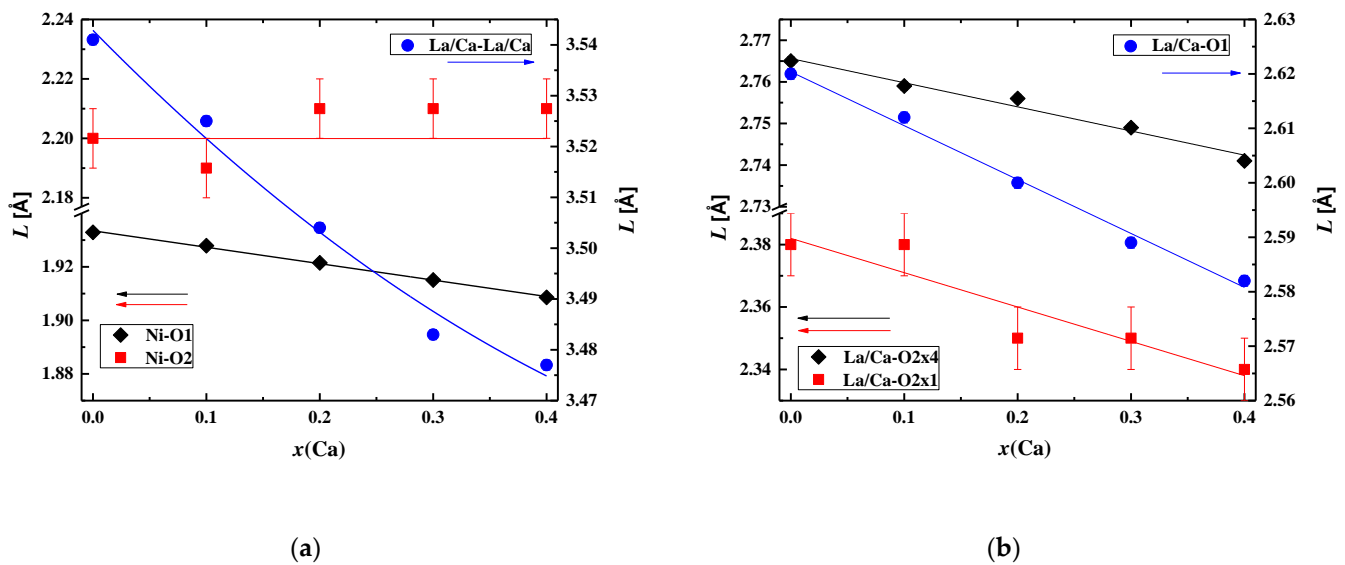 2.24
2.22
2.20
2.18
1.92
1.90
1.88
L [Å]
La/Ca-La/Ca
Ni-O1
Ni-O2
3.54
3.53
3.52
3.51
3.50
3.49
3.48
3.47
L [Å]
0.0 0.1 0.2 0.3 0.4
x(Ca)
(a)
2.77
2.76
2.75
2.74
2.73
2.38
2.36
2.34
L [Å]
La/Ca-O1
La/Ca-O2x4
La/Ca-O2x1
2.63
2.62
2.61
2.60
2.59
2.58
2.57
2.56
L [Å]
0.0 0.1 0.2 0.3 0.4
x(Ca)
(b)